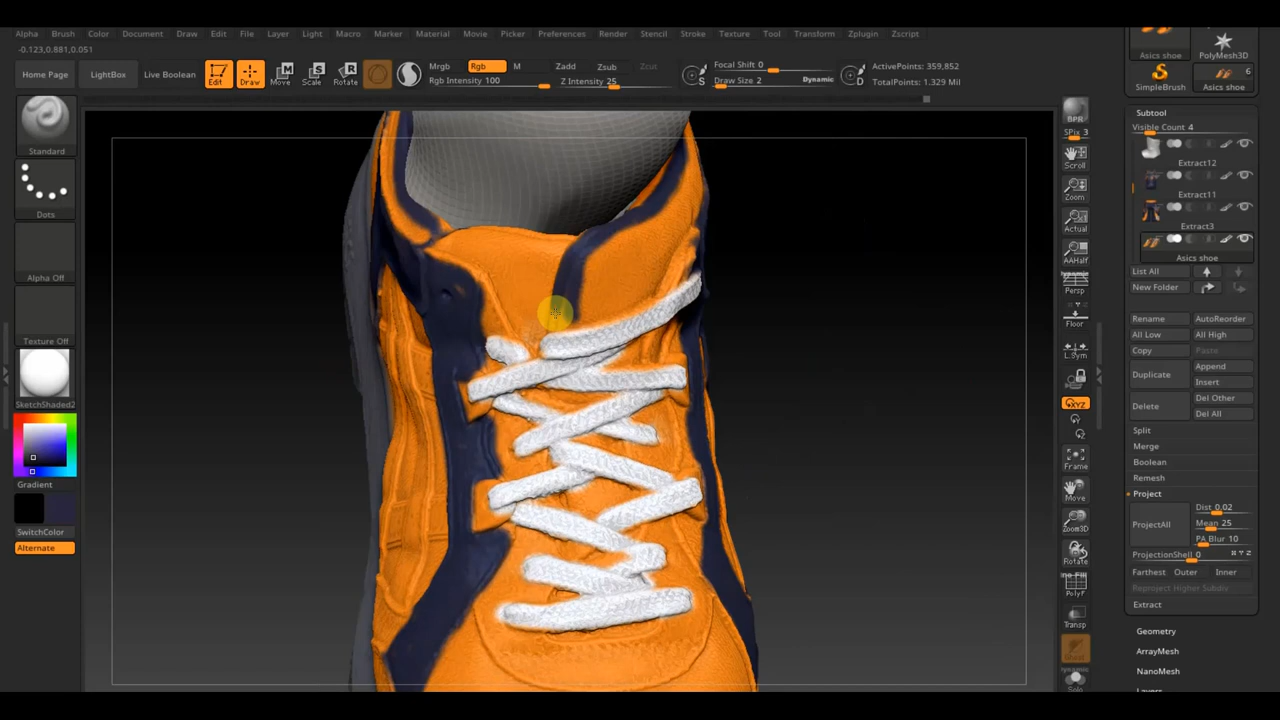 Alpha Brush Color Document Draw Edit File Layer Light Macro Marker Material Movie Picker Preferences Render Stencil Stroke Texture Tool Transform Zplugin Zscript
-0.123,0.881,0.051
Home Page LightBox Live Boolean Edit Draw Move Scale Rotate
Mrgb Rgb M Zadd Zsub Zcut
Rgb Intensity 100 Z Intensity 25
Focal Shift 0
Draw Size 2 Dynamic
ActivePoints: 359,852
TotalPoints: 1.329 Mil
Standard
Dots
Alpha Off
Texture Off
SketchShaded2
Gradient
SwitchColor
Alternate
BPR
SPix 3
Scroll
Zoom
Actual
AAHalf
Dynamic
Persp
Floor
L.Sym
XYZ
Frame
Move
Zoom3D
Rotate
PolyF
Transp
Dynamic
Solo
Asics shoe PolyMesh3D
6
SimpleBrush Asics shoe
Subtool
Visible Count 4
Extract12
Extract11
Extract3
Asics shoe
List All
New Folder
Rename AutoReorder
All Low All High
Copy Paste
Duplicate Append
Insert
Delete Del Other
Del All
Split
Merge
Boolean
Remesh
Project
ProjectAll Dist 0.02
Mean 25
PA Blur 10
ProjectionShell 0
Farthest Outer Inner
Reproject Higher Subdiv
Extract
Geometry
ArrayMesh
NanoMesh
Layers